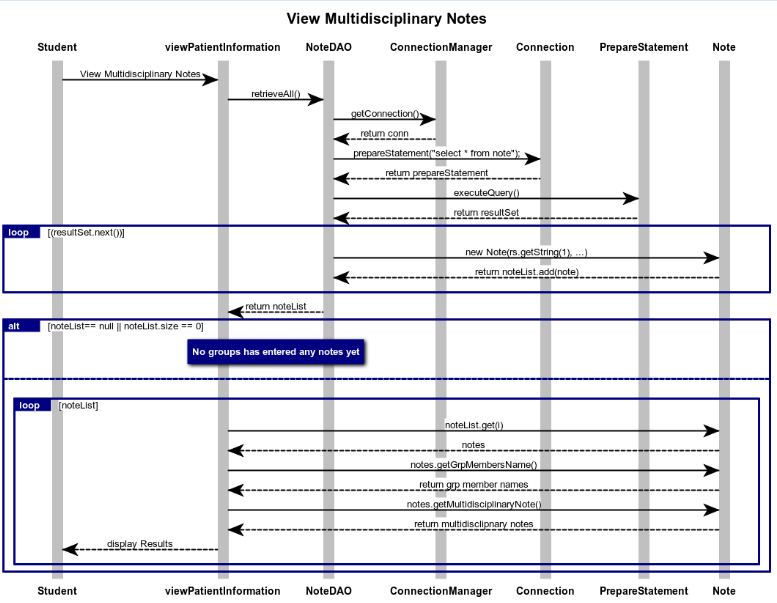 View Multidisciplinary Notes
Student viewPatientInformation NoteDAO ConnectionManager Connection PrepareStatement Note
View Multidisciplinary Notes
retrieveAll()
getConnection()
return conn
prepareStatement("select * from note");
return prepareStatement
executeQuery()
return resultSet
loop [(resultSet.next())]
new Note(rs.getString(1), ...)
return noteList.add(note)
return noteList
alt [noteList== null || noteList.size == 0]
No groups has entered any notes yet
loop [noteList]
noteList.get(i)
notes
notes.getGrpMembersName()
return grp member names
notes.getMultidisciplinaryNote()
return multidisclipnary notes
display Results
Student viewPatientInformation NoteDAO ConnectionManager Connection PrepareStatement Note